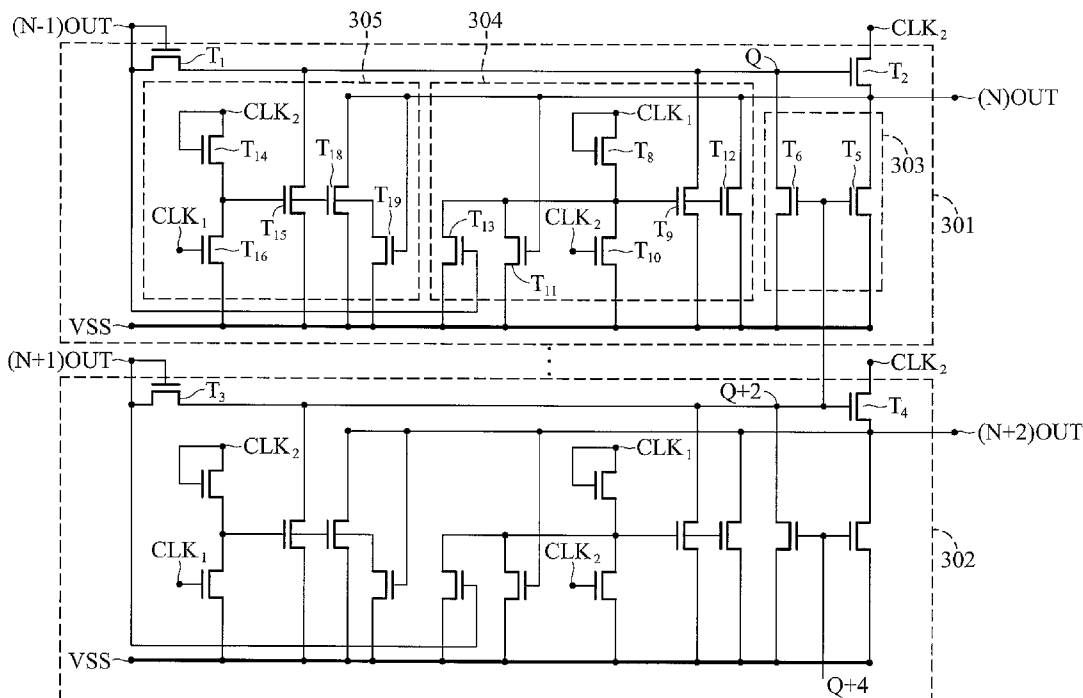 (N-1)OUT
305
304
CLK₂
T₁
Q
T₂
CLK₂
CLK₁
(N)OUT
T₁₄
T₁₈
T₈
T₁₂
T₆
T₅
303
CLK₁
T₁₅
T₁₉
T₁₃
CLK₂
T₉
301
T₁₆
T₁₀
T₁₁
VSS
(N+1)OUT
CLK₂
T₃
Q+2
T₄
CLK₂
CLK₁
(N+2)OUT
CLK₁
CLK₂
302
VSS
Q+4